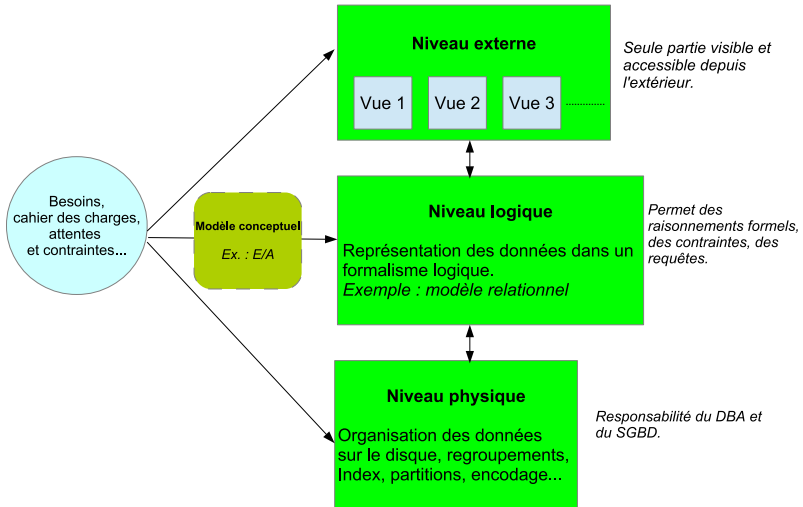 Niveau externe
Vue 1
Vue 2
Vue 3
..............
Seule partie visible et
accessible depuis
l'extérieur.
Besoins,
cahier des charges,
attentes
et contraintes...
Modèle conceptuel
Ex. : E/A
Niveau logique
Représentation des données dans un
formalisme logique.
Exemple : modèle relationnel
Permet des
raisonnements formels,
des contraintes, des
requêtes.
Niveau physique
Organisation des données
sur le disque, regroupements,
Index, partitions, encodage...
Responsabilité du DBA et
du SGBD.